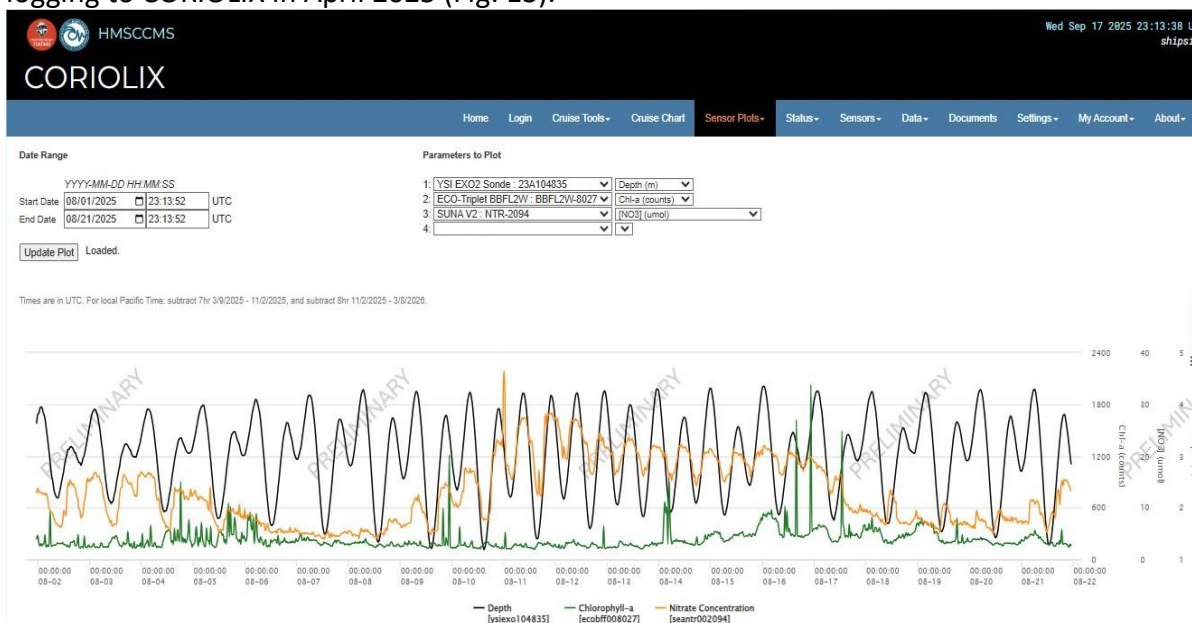 logging to CORIOLIX in April 2025 (Fig. 15).
HMSCCMS
Wed Sep 17 2025 23:13:38
CORIOLIX
Home Login Cruise Tools Cruise Chart Sensor Plots Status Sensors Data Documents Settings My Account About
Date Range
Parameters to Plot
YYYY-MM-DD HH:MM:SS
Start Date 08/01/2025 23:13:52 UTC
End Date 08/21/2025 23:13:52 UTC
1: YSI EXO2 Sonde : 23A104835 Depth (m)
2: ECO-Triplet BBFL2W : BBFL2W-8027 Chl-a (counts)
3: SUNA V2 : NTR-2094 [NO3] (umol)
4:
Update Plot Loaded.
Times are in UTC. For local Pacific Time: subtract 7hr 3/9/2025 - 11/2/2025, and subtract 8hr 11/2/2025 - 3/8/2026.
2400 40 5
1800 30 4
1200 20 3
600 10 2
0 0 1
Chl-a (counts)
[NO3] (umol)
PRELIMINARY
PRELIMINARY
PRELIMINARY
PRELIMINARY
PRELIMIN
00:00:00 00:00:00 00:00:00 00:00:00 00:00:00 00:00:00 00:00:00 00:00:00 00:00:00 00:00:00 00:00:00 00:00:00 00:00:00 00:00:00 00:00:00 00:00:00 00:00:00 00:00:00 00:00:00 00:00:00 00:00:00
08-02 08-03 08-04 08-05 08-06 08-07 08-08 08-09 08-10 08-11 08-12 08-13 08-14 08-15 08-16 08-17 08-18 08-19 08-20 08-21 08-22
Depth Chlorophyll-a Nitrate Concentration
[ysiexo104835] [ecobff008027] [seantr002094]